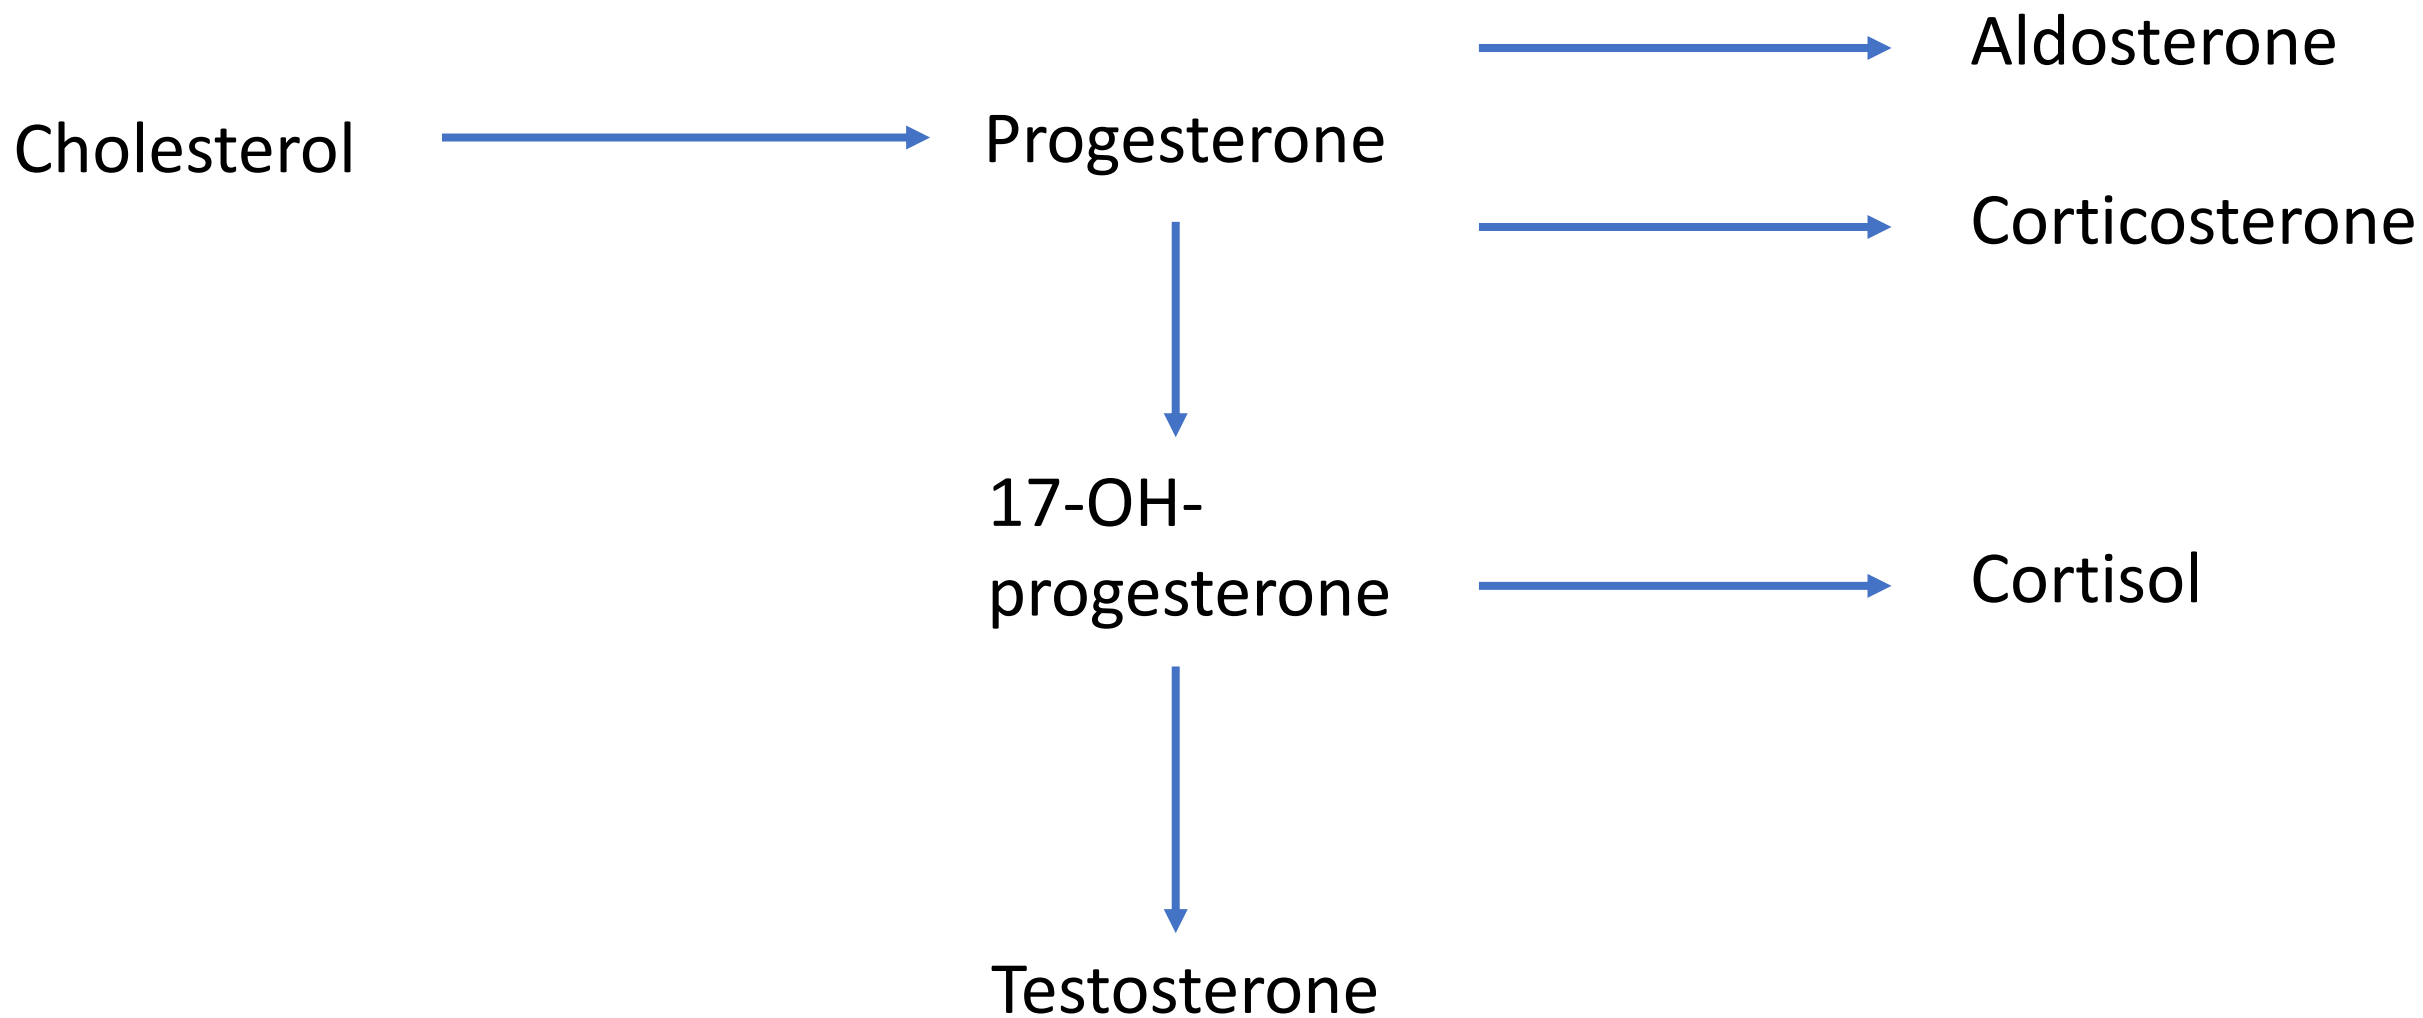 Aldosterone
Cholesterol
Progesterone
Corticosterone
17-OH-
progesterone
Cortisol
Testosterone